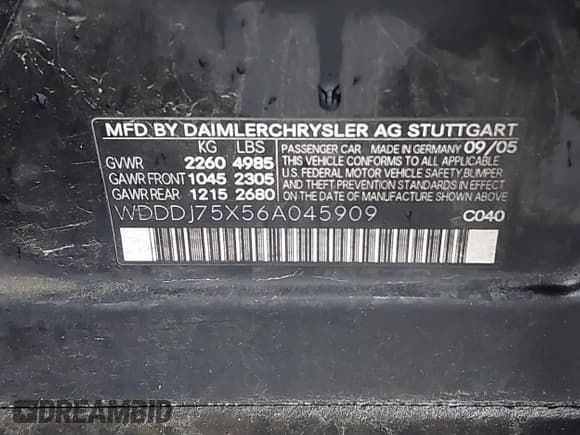 MFD BY DAIMLERCHRYSLER AG STUTTGART
KG LBS
GVWR 2260 4985
GAWR FRONT 1045 2305
GAWR REAR 1215 2680
PASSENGER CAR MADE IN GERMANY 09/05
THIS VEHICLE CONFORMS TO ALL APPLICABLE
U.S. FEDERAL MOTOR VEHICLE SAFETY, BUMPER
AND THEFT PREVENTION STANDARDS IN EFFECT
ON THE DATE OF MANUFACTURE SHOWN ABOVE
WDDDJ75X56A045909
C040
DREAMBID